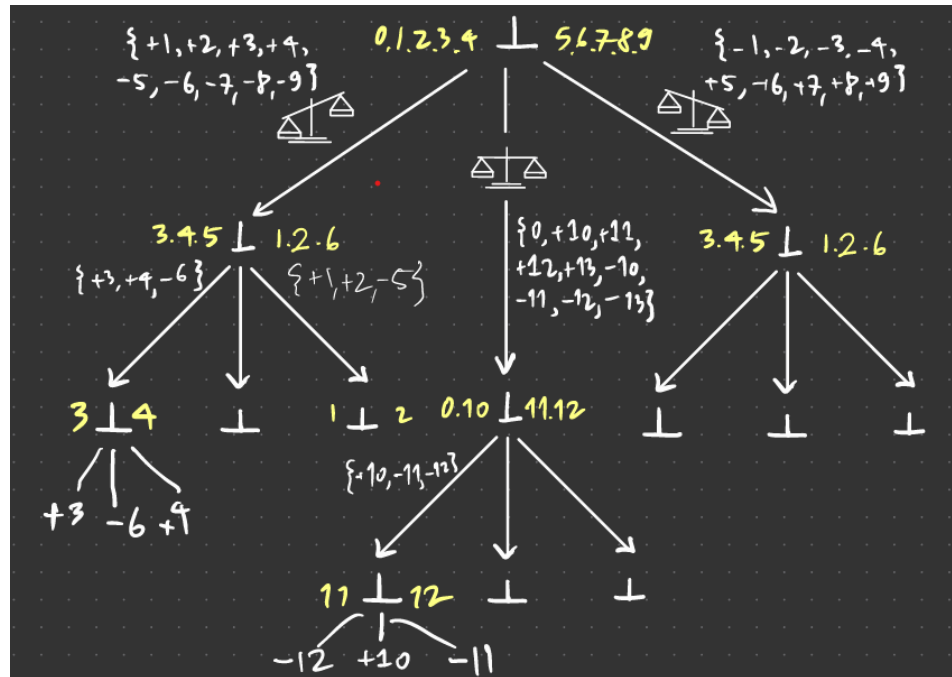 {+1,+2,+3,+4,
-5,-6,-7,-8,-9}
0.1.2.3.4 ⊥ 5.6.7.8.9
{-1,-2,-3,-4,
+5,+6,+7,+8,+9}
3.4.5 ⊥ 1.2.6
{+3,+4,-6}
{+1,+2,-5}
{0,+10,+11,
+12,+13,-10,
-11,-12,-13}
3.4.5 ⊥ 1.2.6
3 ⊥ 4
⊥
1 ⊥ 2
0.10 ⊥ 11.12
⊥
⊥
⊥
+3 -6 +4
{+10,-11,-12}
11 ⊥ 12
⊥
⊥
-12 +10 -11